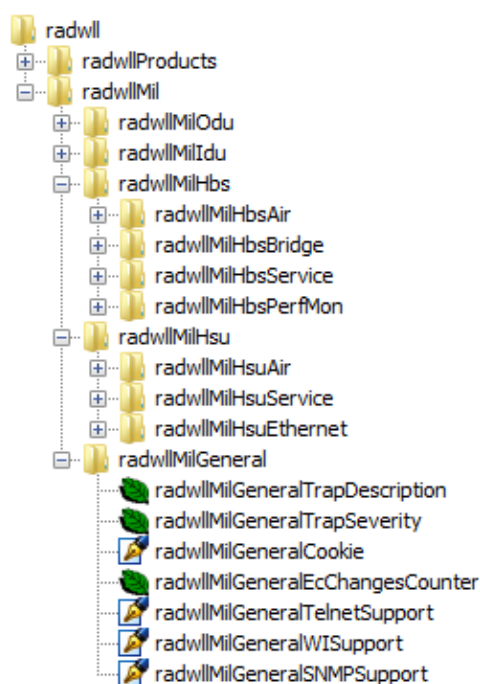 radwll
radwllProducts
radwllMil
radwllMilOdu
radwllMilIdu
radwllMilHbs
radwllMilHbsAir
radwllMilHbsBridge
radwllMilHbsService
radwllMilHbsPerfMon
radwllMilHsu
radwllMilHsuAir
radwllMilHsuService
radwllMilHsuEthernet
radwllMilGeneral
radwllMilGeneralTrapDescription
radwllMilGeneralTrapSeverity
radwllMilGeneralCookie
radwllMilGeneralEcChangesCounter
radwllMilGeneralTelnetSupport
radwllMilGeneralWISupport
radwllMilGeneralSNMPSupport